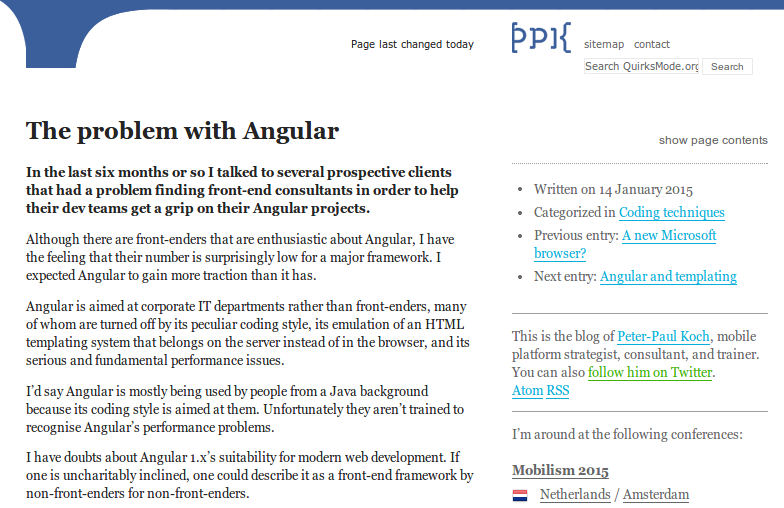 Page last changed today
ppk
sitemap contact
Search QuirksMode.org Search
The problem with Angular
In the last six months or so I talked to several prospective clients
that had a problem finding front-end consultants in order to help
their dev teams get a grip on their Angular projects.
Although there are front-enders that are enthusiastic about Angular, I have
the feeling that their number is surprisingly low for a major framework. I
expected Angular to gain more traction than it has.
Angular is aimed at corporate IT departments rather than front-enders, many
of whom are turned off by its peculiar coding style, its emulation of an HTML
templating system that belongs on the server instead of in the browser, and its
serious and fundamental performance issues.
I'd say Angular is mostly being used by people from a Java background
because its coding style is aimed at them. Unfortunately they aren't trained to
recognise Angular's performance problems.
I have doubts about Angular 1.x's suitability for modern web development. If
one is uncharitably inclined, one could describe it as a front-end framework by
non-front-enders for non-front-enders.
show page contents
Written on 14 January 2015
Categorized in Coding techniques
Previous entry: A new Microsoft
browser?
Next entry: Angular and templating
This is the blog of Peter-Paul Koch, mobile
platform strategist, consultant, and trainer.
You can also follow him on Twitter.
Atom RSS
I'm around at the following conferences:
Mobilism 2015
Netherlands / Amsterdam